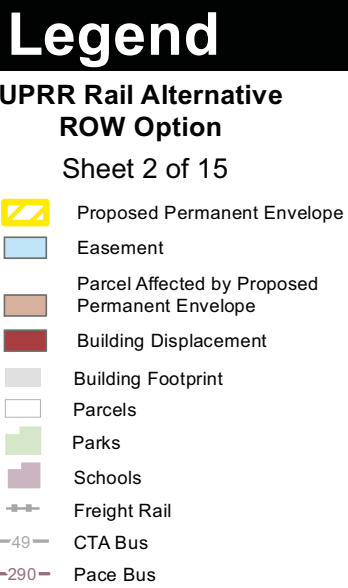 Legend
UPRR Rail Alternative
ROW Option
Sheet 2 of 15
Proposed Permanent Envelope
Easement
Parcel Affected by Proposed
Permanent Envelope
Building Displacement
Building Footprint
Parcels
Parks
Schools
Freight Rail
49 CTA Bus
290 Pace Bus